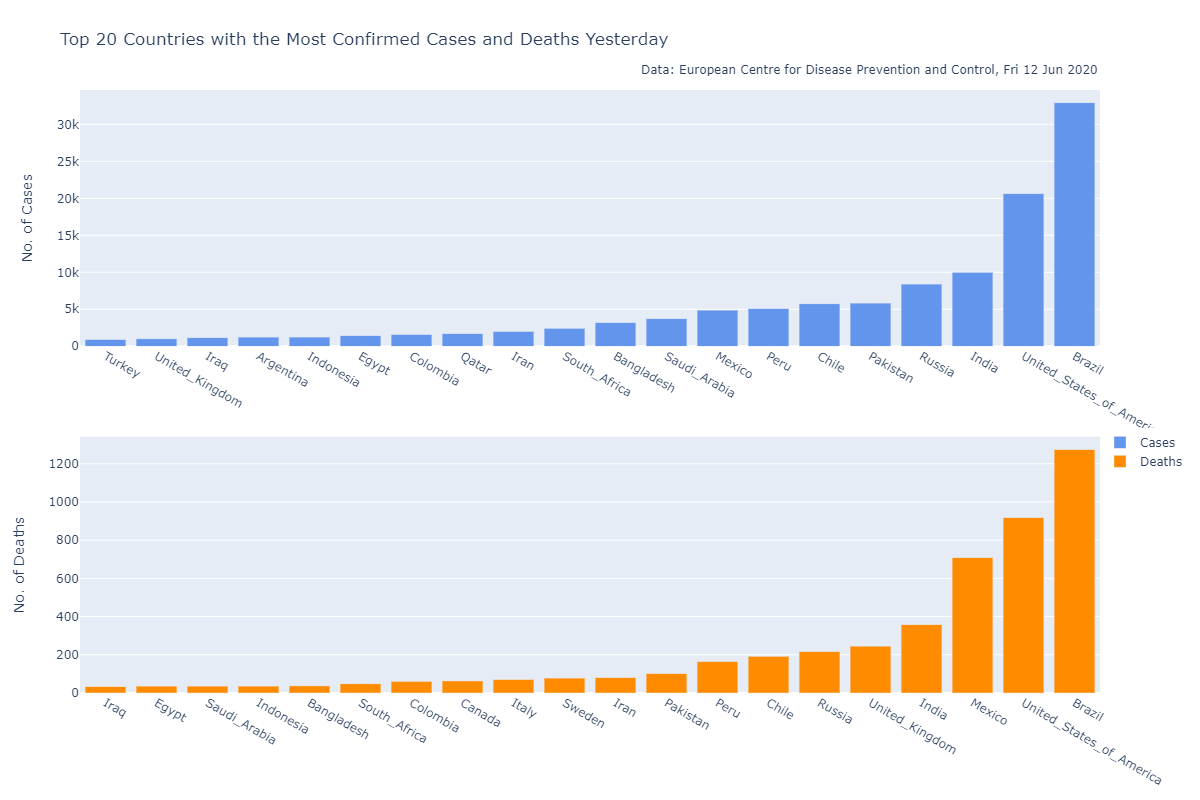 Top 20 Countries with the Most Confirmed Cases and Deaths Yesterday
Data: European Centre for Disease Prevention and Control, Fri 12 Jun 2020
No. of Cases
30k
25k
20k
15k
10k
5k
0
Turkey
United_Kingdom
Iraq
Argentina
Indonesia
Egypt
Colombia
Qatar
Iran
South_Africa
Bangladesh
Saudi_Arabia
Mexico
Peru
Chile
Pakistan
Russia
India
United_States_of_Ameri
Brazil
Cases
Deaths
No. of Deaths
1200
1000
800
600
400
200
0
Iraq
Egypt
Saudi_Arabia
Indonesia
Bangladesh
South_Africa
Colombia
Canada
Italy
Sweden
Iran
Pakistan
Peru
Chile
Russia
United_Kingdom
India
Mexico
United_States_of_America
Brazil